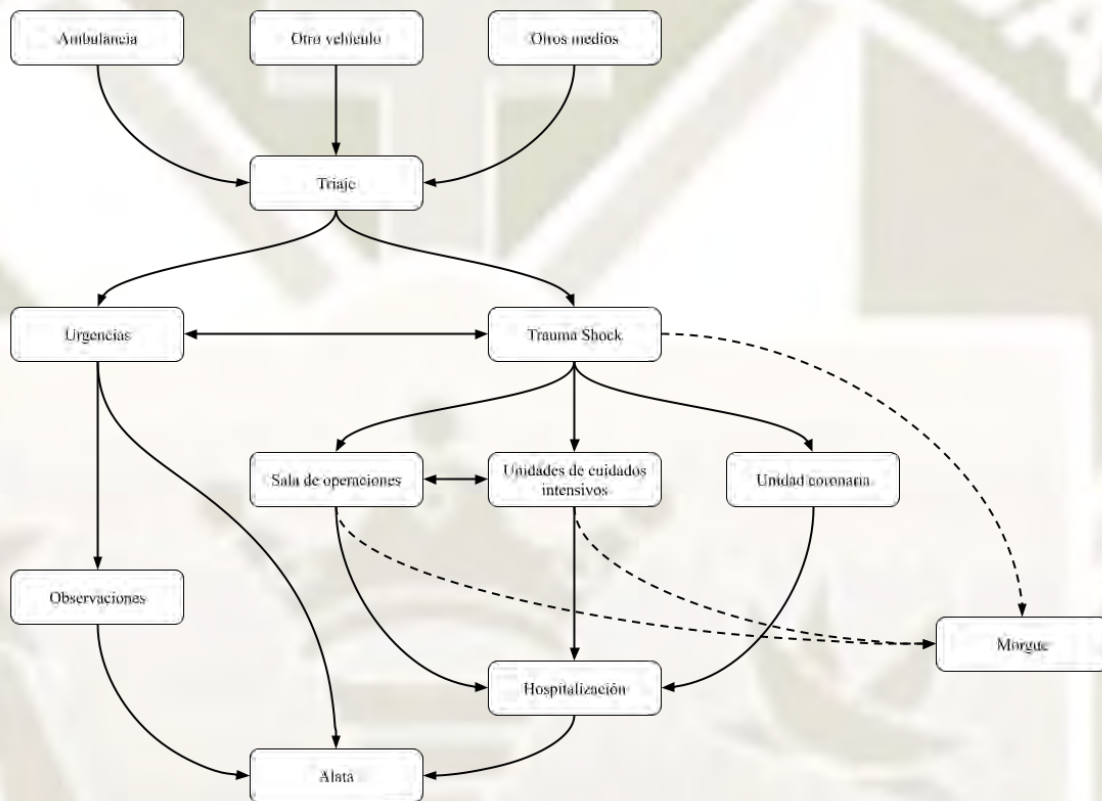 Ambulancia
Otro vehículo
Otros medios
Triaje
Urgencias
Trauma Shock
Sala de operaciones
Unidades de cuidados
intensivos
Unidad coronaria
Observaciones
Morgue
Hospitalización
Alatá